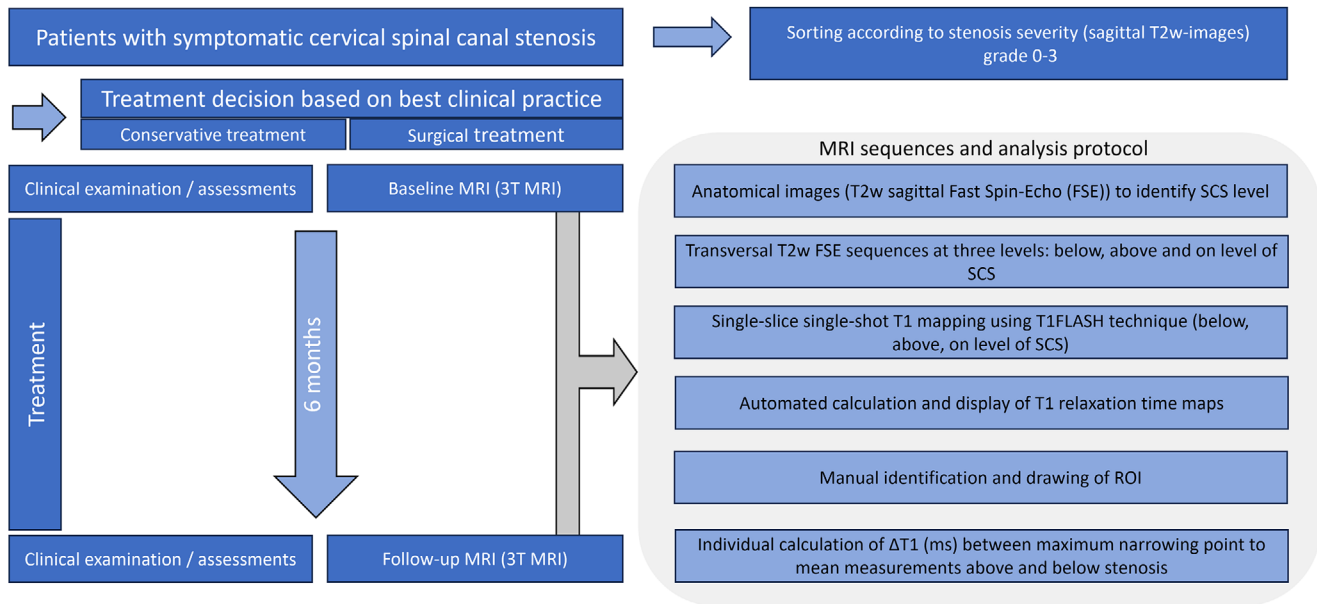 Patients with symptomatic cervical spinal canal stenosis
Sorting according to stenosis severity (sagittal T2w-images)
grade 0-3
Treatment decision based on best clinical practice
Conservative treatment
Surgical treatment
Clinical examination / assessments
Baseline MRI (3T MRI)
Treatment
6 months
Clinical examination / assessments
Follow-up MRI (3T MRI)
MRI sequences and analysis protocol
Anatomical images (T2w sagittal Fast Spin-Echo (FSE)) to identify SCS level
Transversal T2w FSE sequences at three levels: below, above and on level of
SCS
Single-slice single-shot T1 mapping using T1FLASH technique (below,
above, on level of SCS)
Automated calculation and display of T1 relaxation time maps
Manual identification and drawing of ROI
Individual calculation of ΔT1 (ms) between maximum narrowing point to
mean measurements above and below stenosis